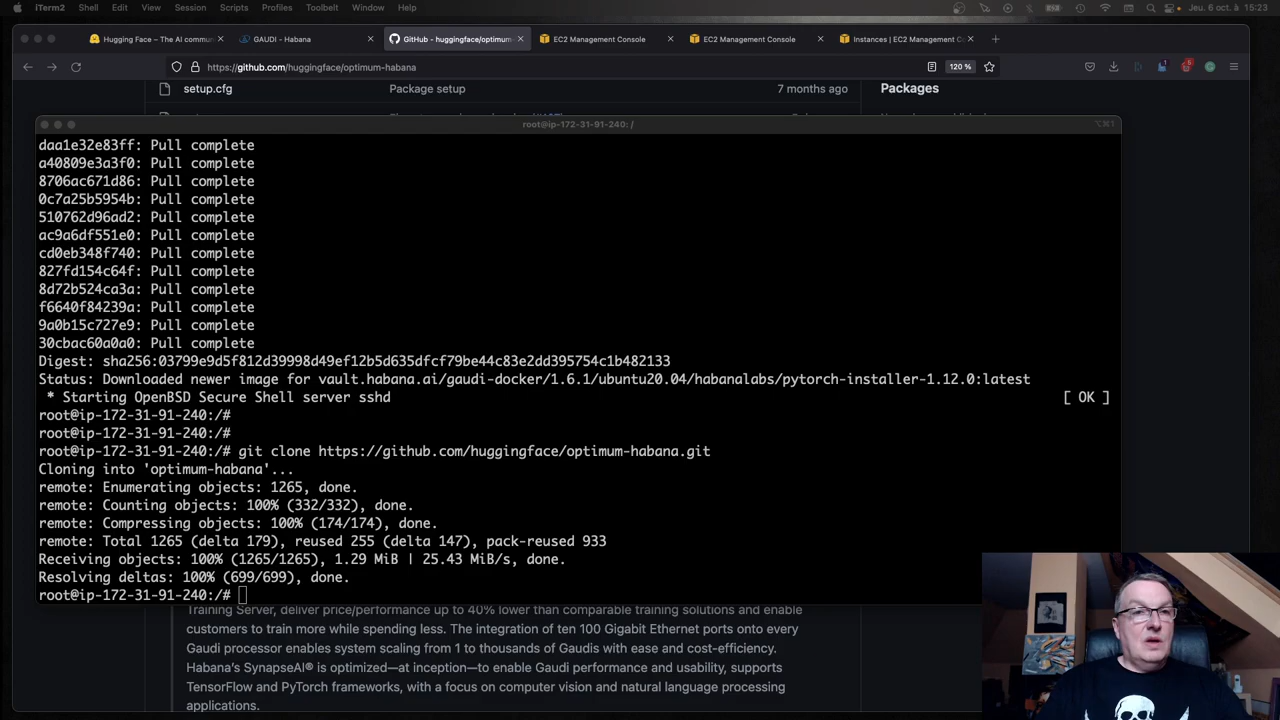 iTerm2 Shell Edit View Session Scripts Profiles Toolbelt Window Help Jeu. 6 oct. à 15:23
Hugging Face – The AI commu GAUDI - Habana GitHub - huggingface/optimum- EC2 Management Console EC2 Management Console Instances | EC2 Management C
https://github.com/huggingface/optimum-habana 120 %
setup.cfg Package setup 7 months ago Packages
root@ip-172-31-91-240: / ⌥⌘1
daa1e32e83ff: Pull complete
a40809e3a3f0: Pull complete
8706ac671d86: Pull complete
0c7a25b5954b: Pull complete
510762d96ad2: Pull complete
ac9a6df551e0: Pull complete
cd0eb348f740: Pull complete
827fd154c64f: Pull complete
8d72b524ca3a: Pull complete
f6640f84239a: Pull complete
9a0b15c727e9: Pull complete
30cbac60a0a0: Pull complete
Digest: sha256:03799e9d5f812d39998d49ef12b5d635dfcf79be44c83e2dd395754c1b482133
Status: Downloaded newer image for vault.habana.ai/gaudi-docker/1.6.1/ubuntu20.04/habanalabs/pytorch-installer-1.12.0:latest
* Starting OpenBSD Secure Shell server sshd [ OK ]
root@ip-172-31-91-240:/#
root@ip-172-31-91-240:/#
root@ip-172-31-91-240:/# git clone https://github.com/huggingface/optimum-habana.git
Cloning into 'optimum-habana'...
remote: Enumerating objects: 1265, done.
remote: Counting objects: 100% (332/332), done.
remote: Compressing objects: 100% (174/174), done.
remote: Total 1265 (delta 179), reused 255 (delta 147), pack-reused 933
Receiving objects: 100% (1265/1265), 1.29 MiB | 25.43 MiB/s, done.
Resolving deltas: 100% (699/699), done.
root@ip-172-31-91-240:/#
Training Server, deliver price/performance up to 40% lower than comparable training solutions and enable
customers to train more while spending less. The integration of ten 100 Gigabit Ethernet ports onto every
Gaudi processor enables system scaling from 1 to thousands of Gaudis with ease and cost-efficiency.
Habana's SynapseAI® is optimized—at inception—to enable Gaudi performance and usability, supports
TensorFlow and PyTorch frameworks, with a focus on computer vision and natural language processing
applications.